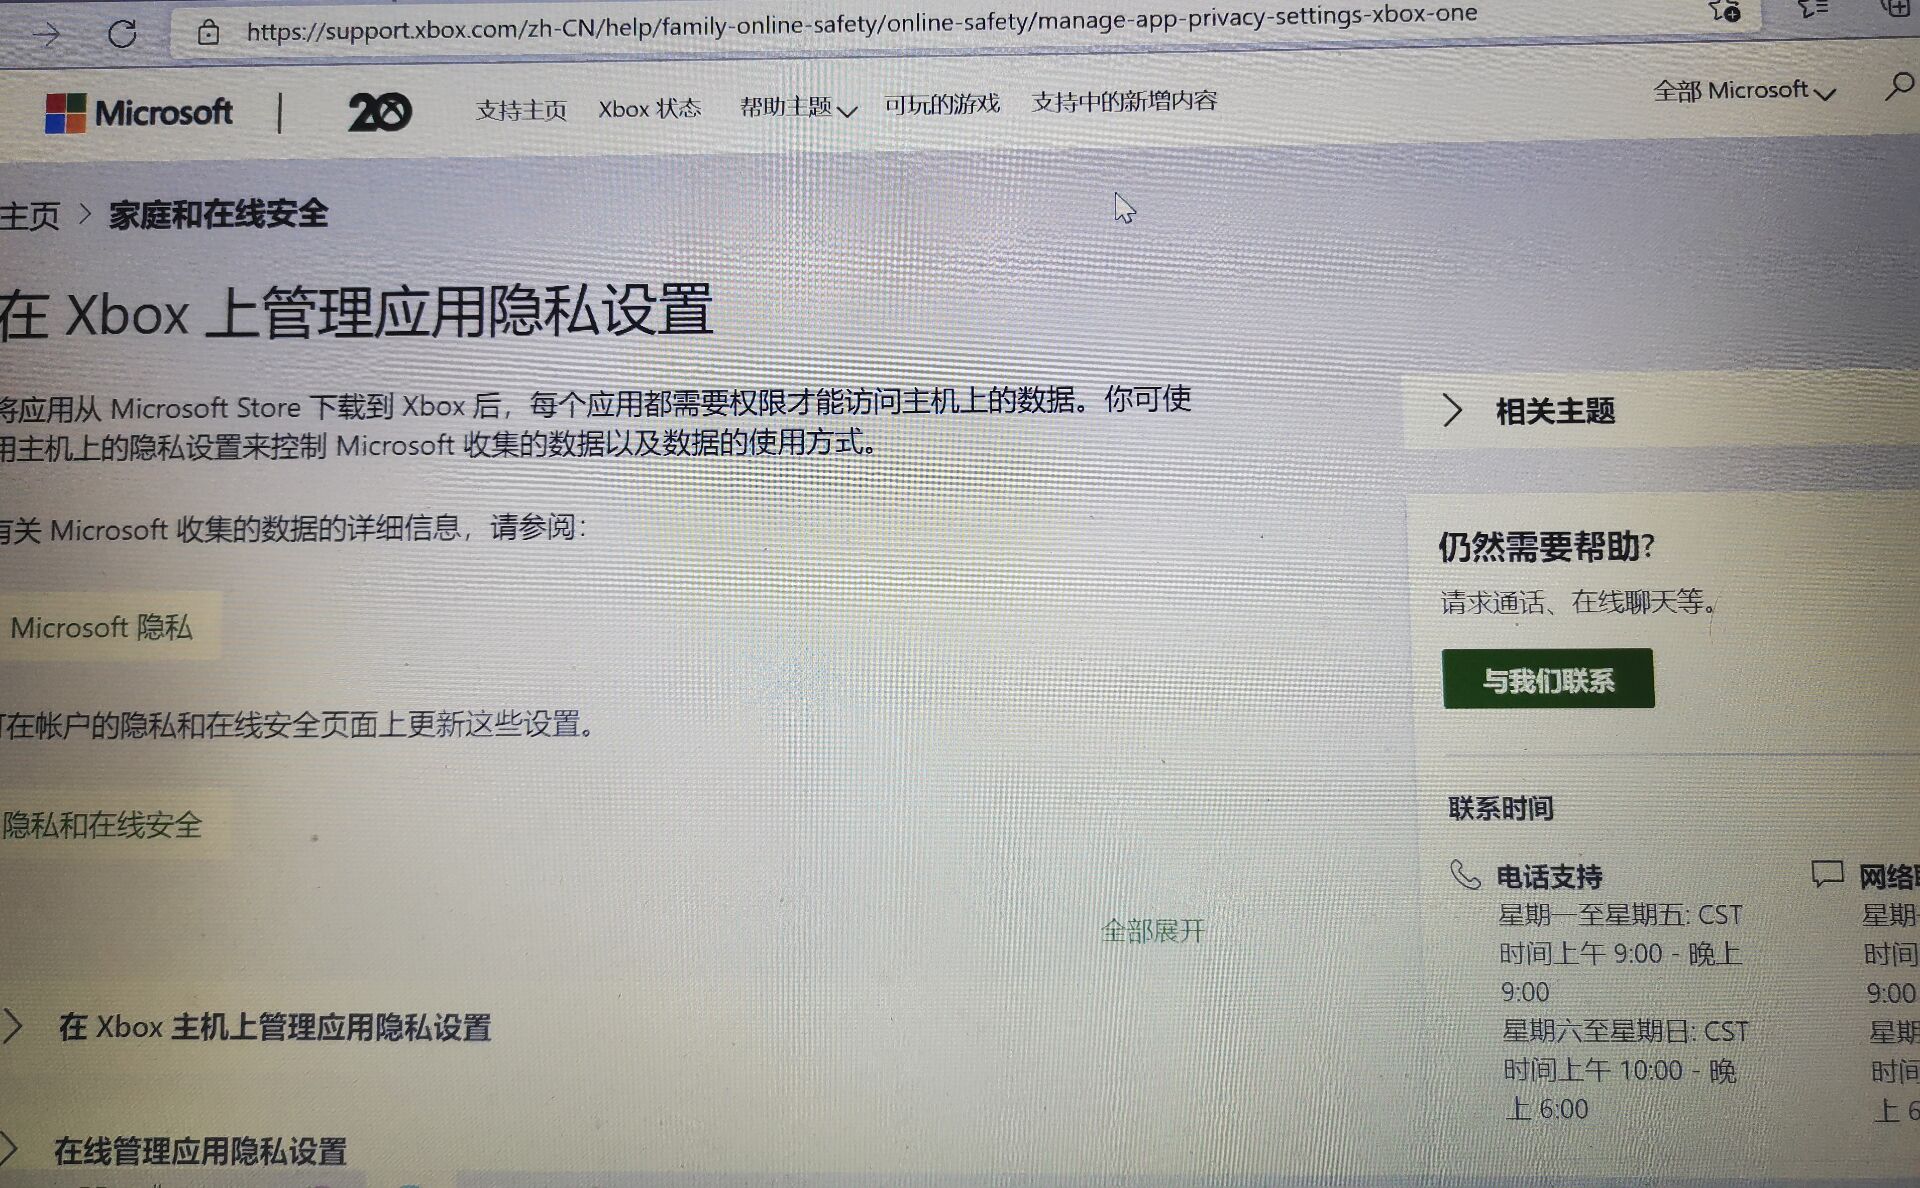 https://support.xbox.com/zh-CN/help/family-online-safety/online-safety/manage-app-privacy-settings-xbox-one
Microsoft | 20 支持主页 Xbox 状态 帮助主题 可玩的游戏 支持中的新增内容 全部 Microsoft
主页 > 家庭和在线安全
在 Xbox 上管理应用隐私设置
将应用从 Microsoft Store 下载到 Xbox 后，每个应用都需要权限才能访问主机上的数据。你可使
用主机上的隐私设置来控制 Microsoft 收集的数据以及数据的使用方式。
有关 Microsoft 收集的数据的详细信息，请参阅：
Microsoft 隐私
可在帐户的隐私和在线安全页面上更新这些设置。
隐私和在线安全
全部展开
在 Xbox 主机上管理应用隐私设置
在线管理应用隐私设置
相关主题
仍然需要帮助?
请求通话、在线聊天等。
与我们联系
联系时间
电话支持
星期一至星期五: CST
时间上午 9:00 - 晚上
9:00
星期六至星期日: CST
时间上午 10:00 - 晚
上 6:00
网络
星期
时间
9:00
星期
时间
上 6